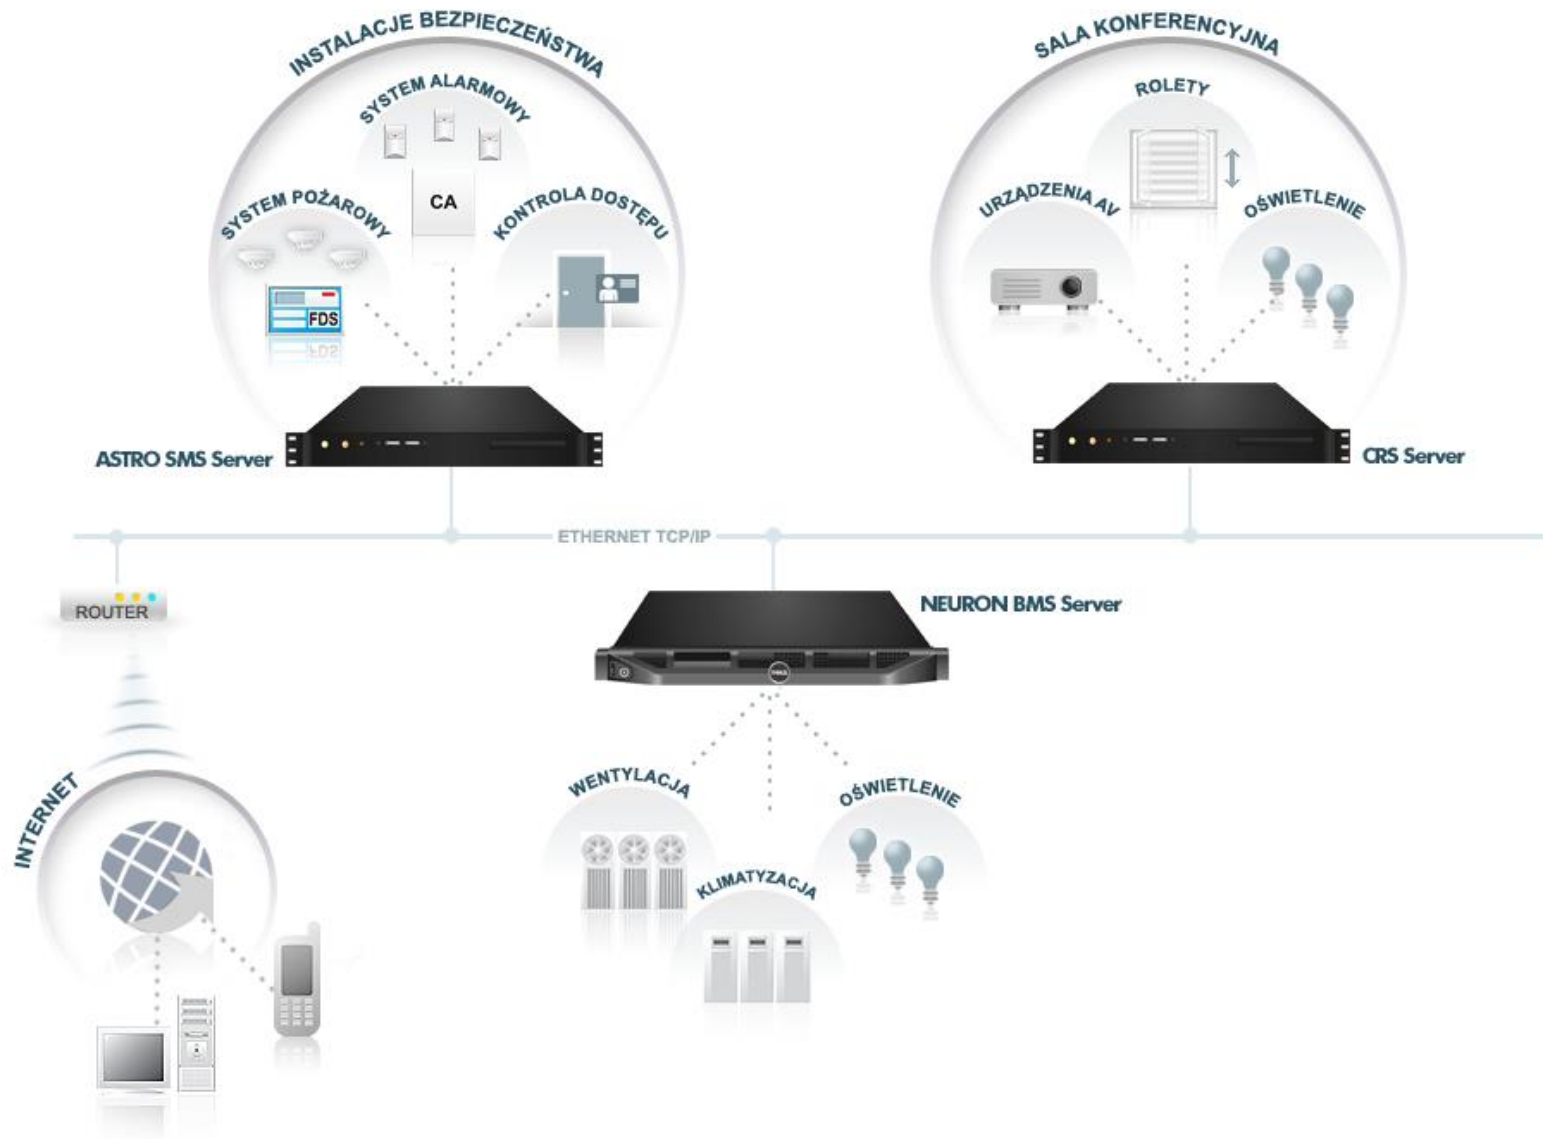 INSTALACJE BEZPIECZEŃSTWA
SYSTEM ALARMOWY
CA
SYSTEM POŻAROWY
FDS
KONTROLA DOSTĘPU
ASTRO SMS Server
SALA KONFERENCYJNA
ROLETY
URZĄDZENIA AV
OŚWIETLENIE
CRS Server
ETHERNET TCP/IP
ROUTER
NEURON BMS Server
INTERNET
WENTYLACJA
KLIMATYZACJA
OŚWIETLENIE